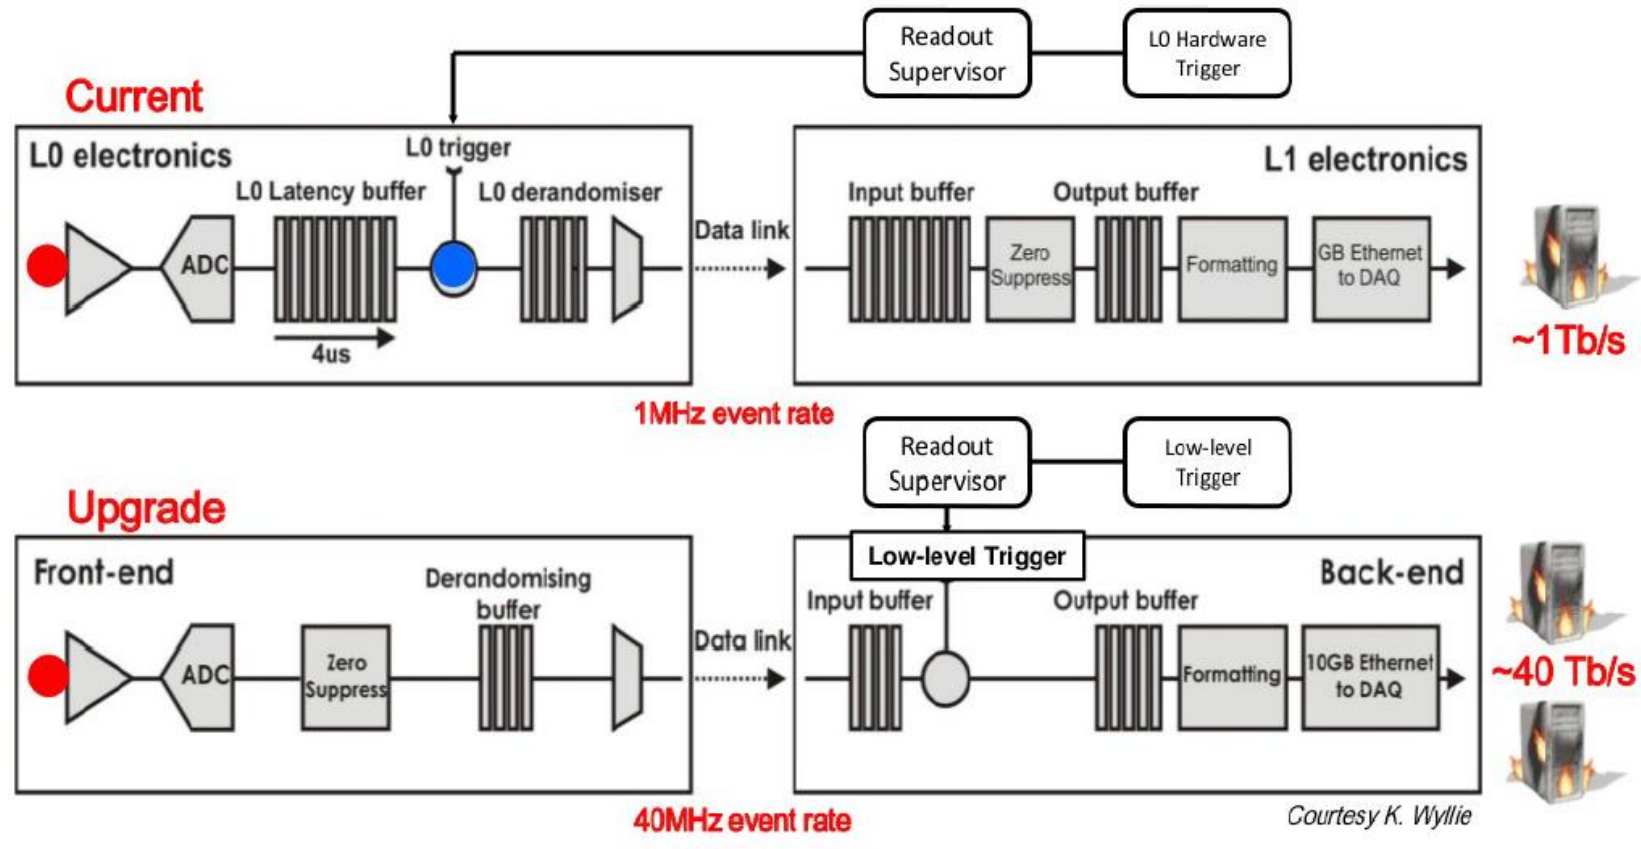 Readout
Supervisor
L0 Hardware
Trigger
Current
L0 electronics
L0 trigger
L0 Latency buffer
L0 derandomiser
ADC
4us
Data link
L1 electronics
Input buffer
Output buffer
Zero
Suppress
Formatting
GB Ethernet
to DAQ
~1Tb/s
1MHz event rate
Readout
Supervisor
Low-level
Trigger
Upgrade
Low-level Trigger
Front-end
Derandomising
buffer
ADC
Zero
Suppress
Data link
Back-end
Input buffer
Output buffer
Formatting
10GB Ethernet
to DAQ
~40 Tb/s
40MHz event rate
Courtesy K. Wyllie